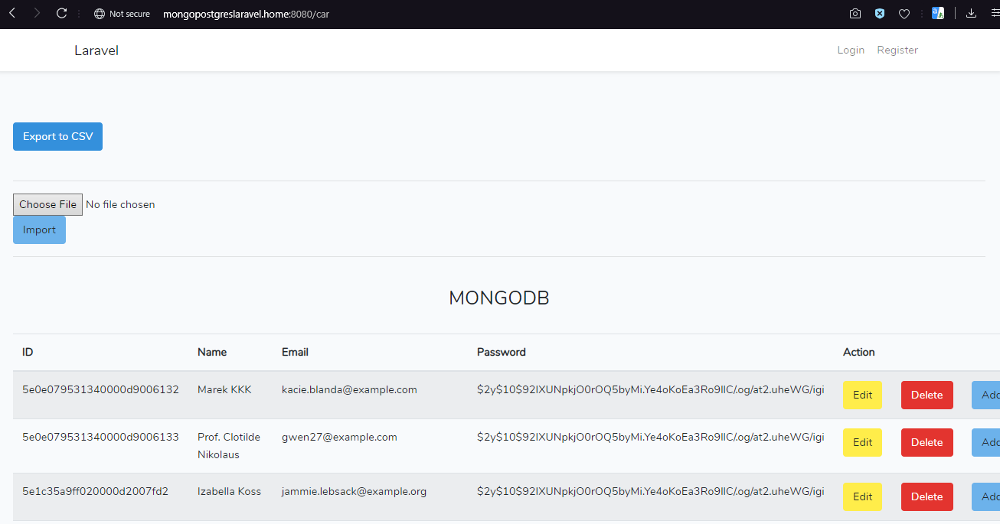 Not secure mongopostgreslaravel.home:8080/car
Laravel
Login Register
Export to CSV
Choose File No file chosen
Import
MONGODB
ID Name Email Password Action
5e0e079531340000d9006132 Marek KKK kacie.blanda@example.com $2y$10$92IXUNpkjO0rOQ5byMi.Ye4oKoEa3Ro9llC/.og/at2.uheWG/igi Edit Delete Add
5e0e079531340000d9006133 Prof. Clotilde gwen27@example.com $2y$10$92IXUNpkjO0rOQ5byMi.Ye4oKoEa3Ro9llC/.og/at2.uheWG/igi Edit Delete Add
Nikolaus
5e1c35a9ff020000d2007fd2 Izabella Koss jammie.lebsack@example.org $2y$10$92IXUNpkjO0rOQ5byMi.Ye4oKoEa3Ro9llC/.og/at2.uheWG/igi Edit Delete Add